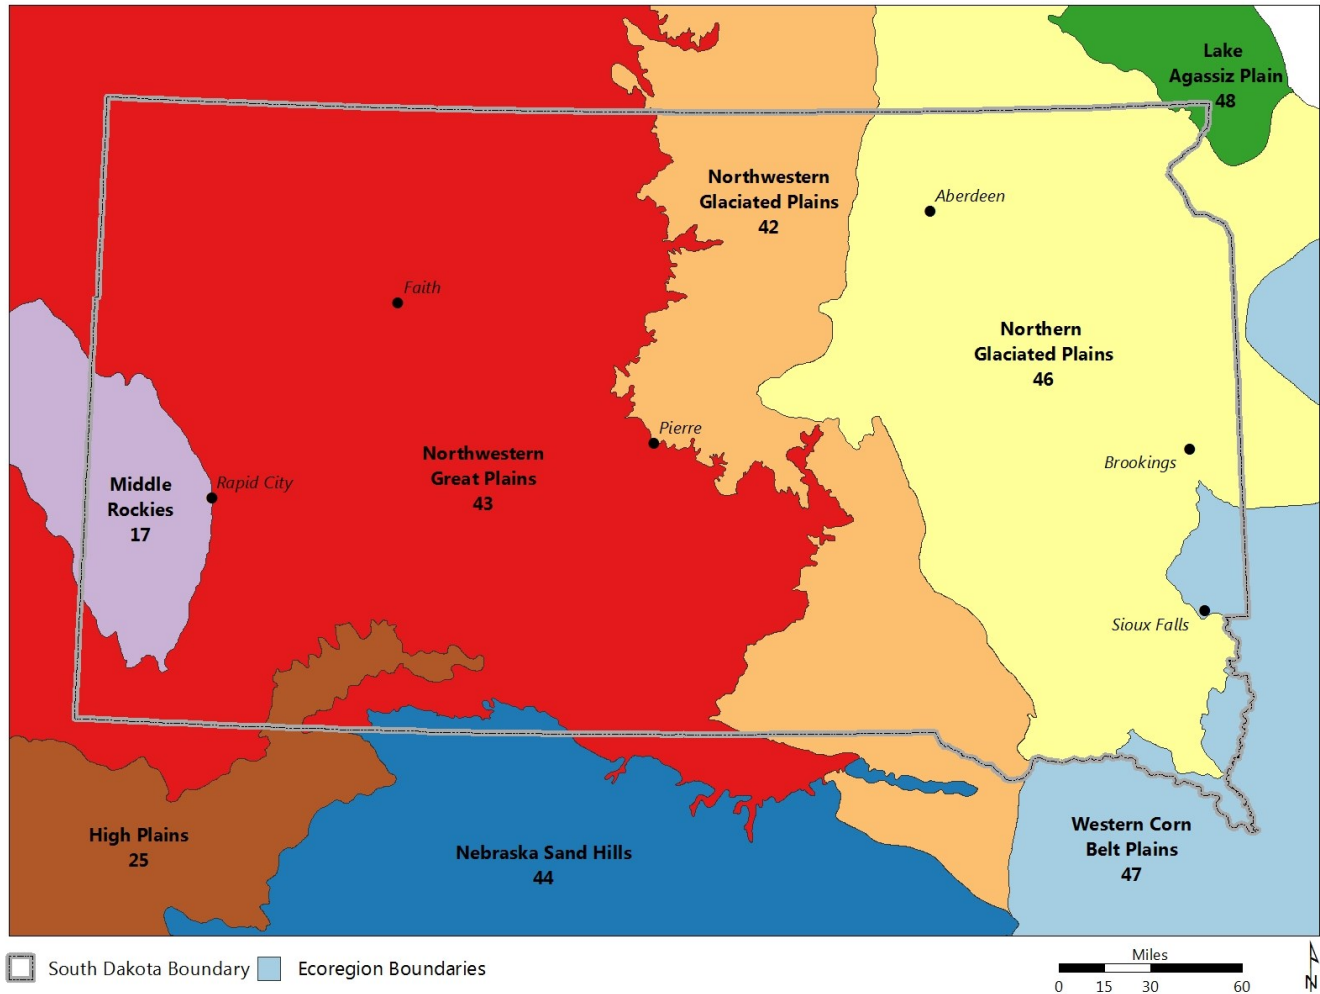 Lake
Agassiz Plain
48
Northwestern
Glaciated Plains
42
Aberdeen
Faith
Northern
Glaciated Plains
46
Pierre
Northwestern
Great Plains
43
Brookings
Middle
Rockies
17
Rapid City
Sioux Falls
High Plains
25
Nebraska Sand Hills
44
Western Corn
Belt Plains
47
South Dakota Boundary
Ecoregion Boundaries
Miles
0 15 30 60
N